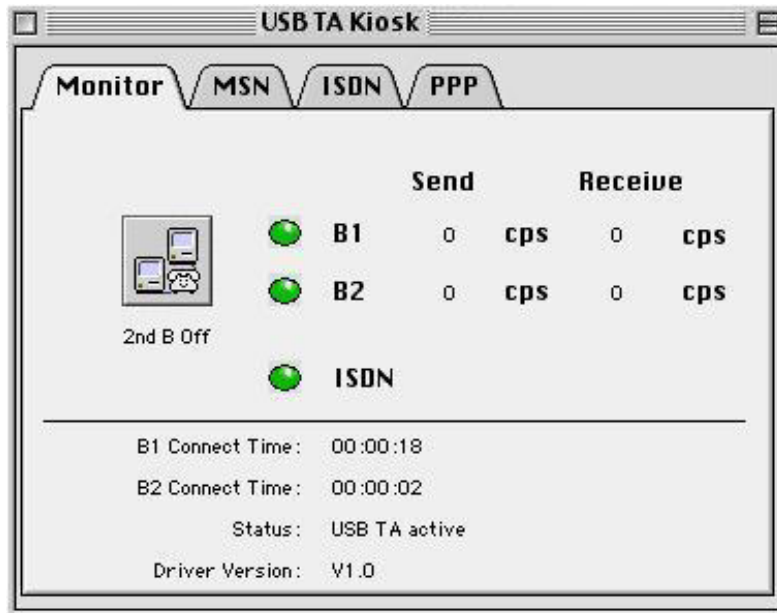 USB TA Kiosk
Monitor MSN ISDN PPP
Send Receive
B1 0 cps 0 cps
B2 0 cps 0 cps
2nd B Off
ISDN
B1 Connect Time: 00:00:18
B2 Connect Time: 00:00:02
Status: USB TA active
Driver Version: V1.0